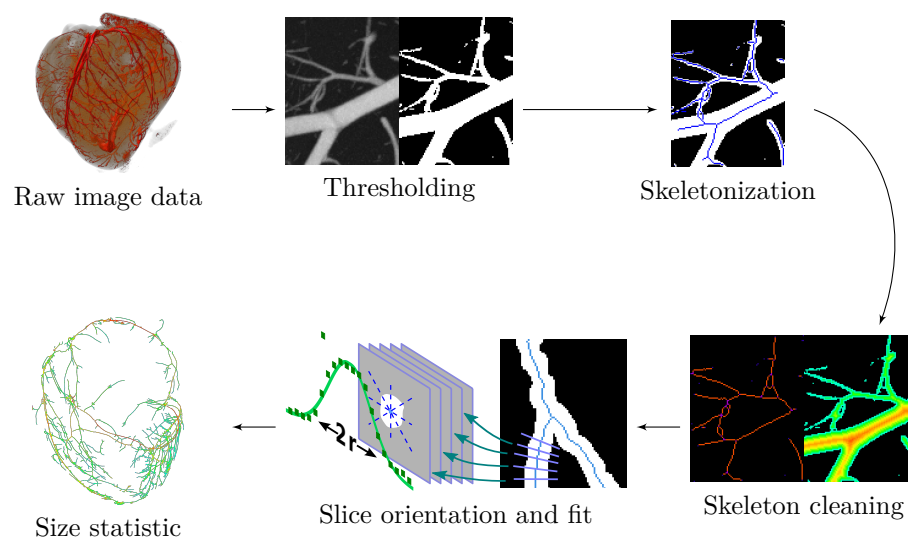 Raw image data
Thresholding
Skeletonization
Skeleton cleaning
2r
Slice orientation and fit
Size statistic